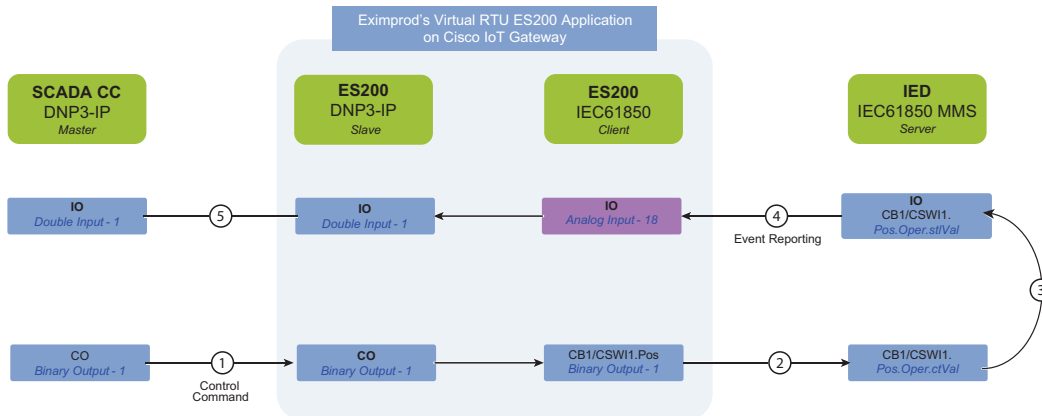 Eximprod's Virtual RTU ES200 Application
on Cisco IoT Gateway
SCADA CC
DNP3-IP
Master
ES200
DNP3-IP
Slave
ES200
IEC61850
Client
IED
IEC61850 MMS
Server
IO
Double Input - 1
5
IO
Double Input - 1
IO
Analog Input - 18
4
Event Reporting
IO
CB1/CSWI1.
Pos.Oper.stlVal
3
CO
Binary Output - 1
1
Control
Command
CO
Binary Output - 1
CB1/CSWI1.Pos
Binary Output - 1
2
CB1/CSWI1.
Pos.Oper.ctVal